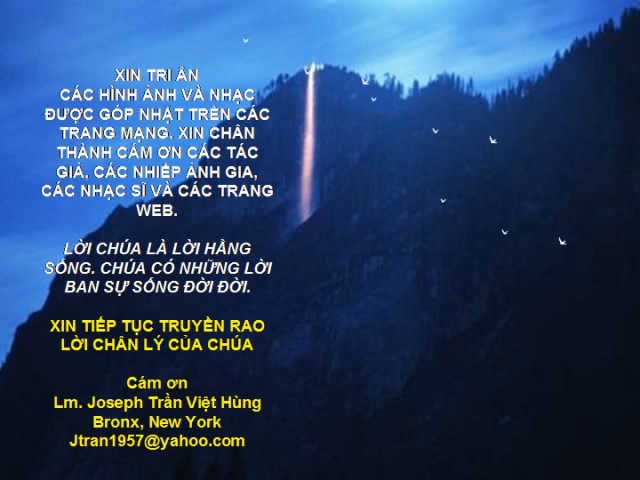 XIN TRI ÂN
CÁC HÌNH ẢNH VÀ NHẠC
ĐƯỢC GÓP NHẶT TRÊN CÁC
TRANG MẠNG. XIN CHÂN
THÀNH CÁM ƠN CÁC TÁC
GIẢ, CÁC NHIẾP ẢNH GIA,
CÁC NHẠC SĨ VÀ CÁC TRANG
WEB.
LỜI CHÚA LÀ LỜI HẰNG
SỐNG. CHÚA CÓ NHỮNG LỜI
BAN SỰ SỐNG ĐỜI ĐỜI.
XIN TIẾP TỤC TRUYỀN RAO
LỜI CHÂN LÝ CỦA CHÚA
Cám ơn
Lm. Joseph Trần Việt Hùng
Bronx, New York
Jtran1957@yahoo.com